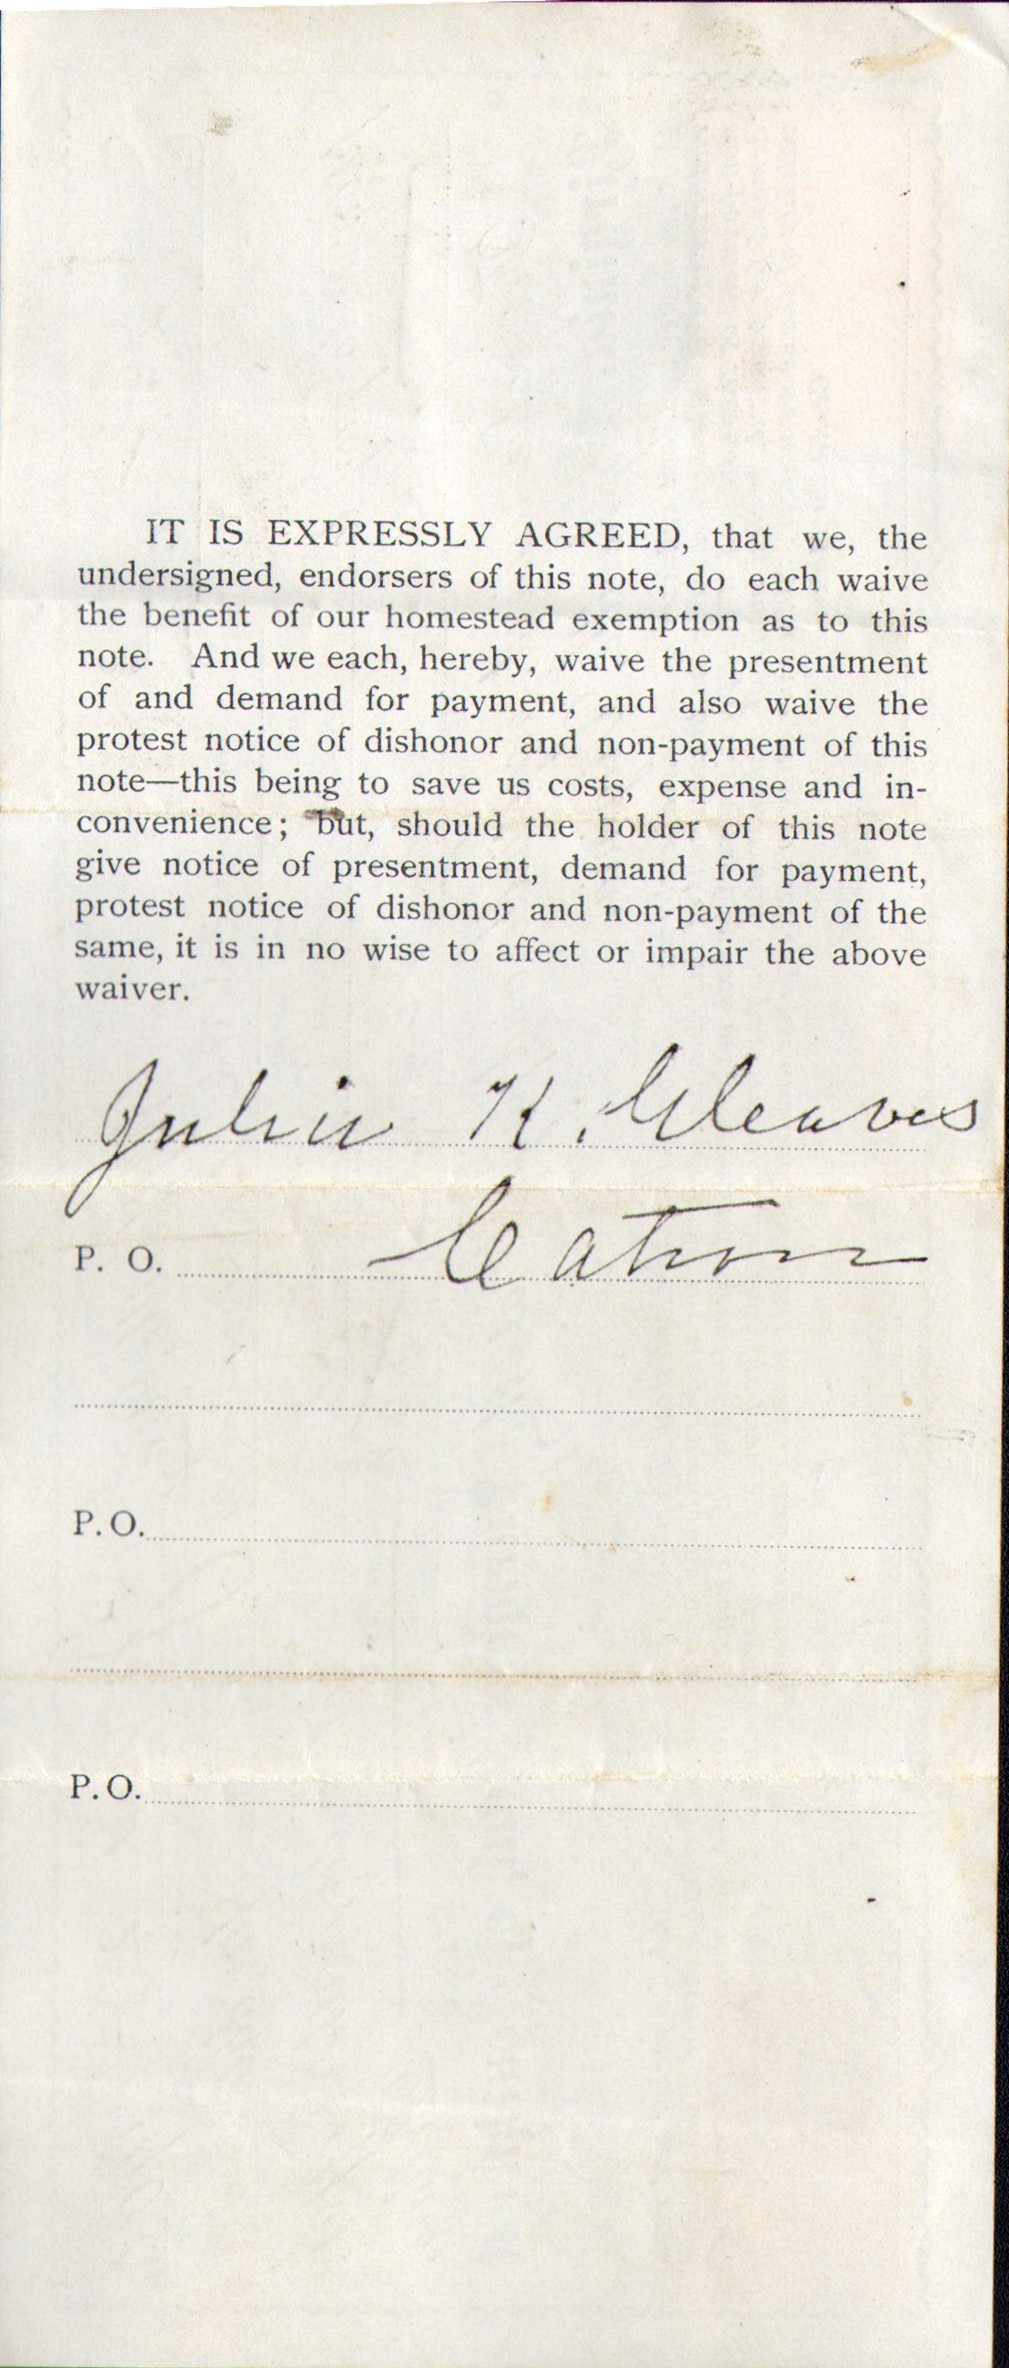 IT IS EXPRESSLY AGREED, that we, the
undersigned, endorsers of this note, do each waive
the benefit of our homestead exemption as to this
note. And we each, hereby, waive the presentment
of and demand for payment, and also waive the
protest notice of dishonor and non-payment of this
note—this being to save us costs, expense and in-
convenience; but, should the holder of this note
give notice of presentment, demand for payment,
protest notice of dishonor and non-payment of the
same, it is in no wise to affect or impair the above
waiver.
K. Gleaves
P. O. Catron
P. O.
P. O.